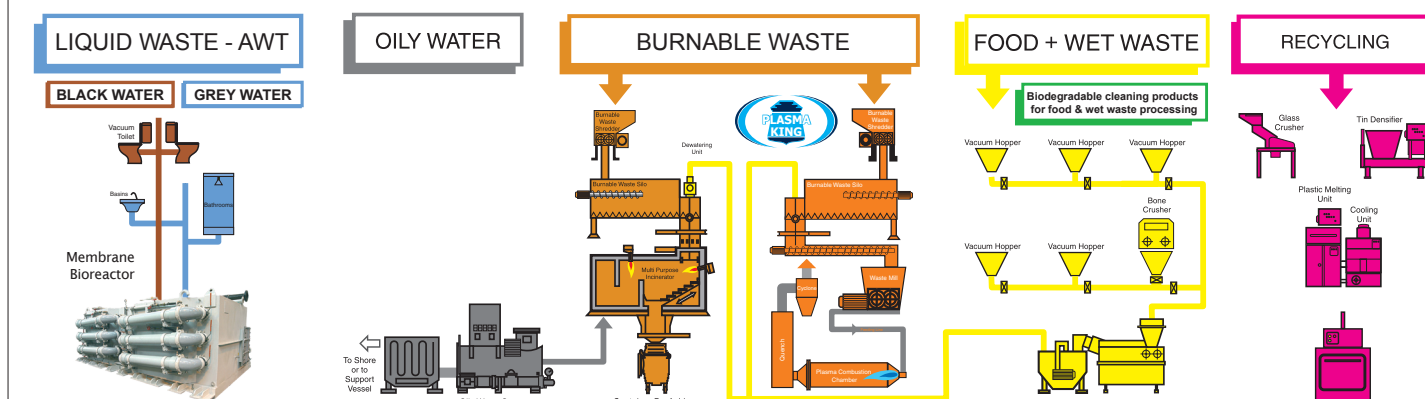 LIQUID WASTE - AWT
BLACK WATER
GREY WATER
Vacuum
Toilet
Basins
Bathrooms
Membrane
Bioreactor
OILY WATER
To Shore
or to
Support
Vessel
BURNABLE WASTE
Burnable
Waste
Shredder
Dewatering
Unit
Burnable Waste Silo
Multi Purpose
Incinerator
PLASMA
KING
Burnable
Waste
Shredder
Burnable Waste Silo
Cyclone
Waste Mill
Quench
Plasma Combustion
Chamber
FOOD + WET WASTE
Biodegradable cleaning products
for food & wet waste processing
Vacuum Hopper
Vacuum Hopper
Vacuum Hopper
Bone
Crusher
Vacuum Hopper
Vacuum Hopper
RECYCLING
Glass
Crusher
Tin Densifier
Plastic Melting
Unit
Cooling
Unit